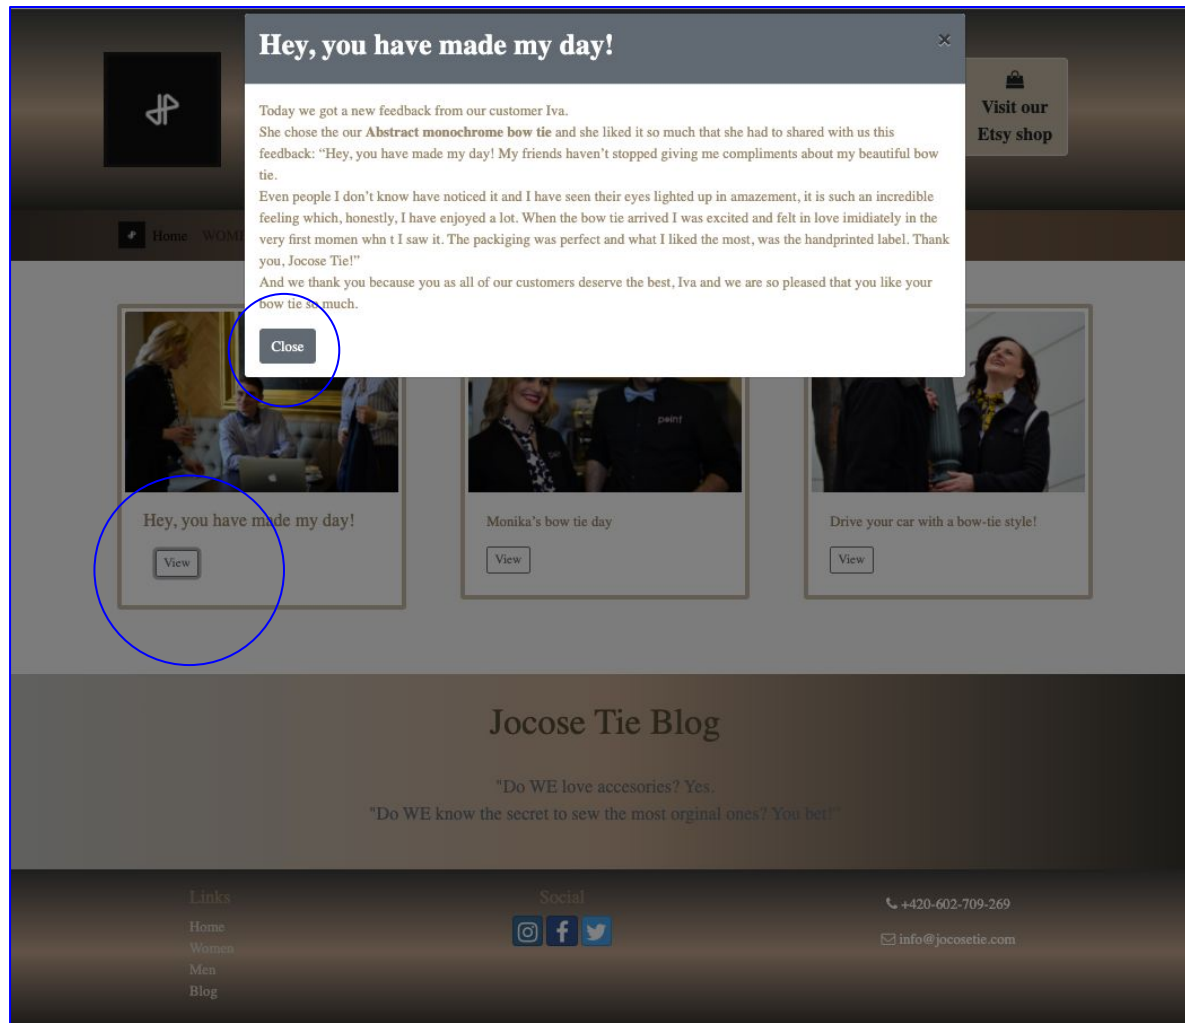 Hey, you have made my day!
×
Today we got a new feedback from our customer Iva.
She chose the our Abstract monochrome bow tie and she liked it so much that she had to shared with us this
feedback: “Hey, you have made my day! My friends haven’t stopped giving me compliments about my beautiful bow
tie.
Even people I don’t know have noticed it and I have seen their eyes lighted up in amazement, it is such an incredible
feeling which, honestly, I have enjoyed a lot. When the bow tie arrived I was excited and felt in love imidiately in the
very first momen whn t I saw it. The packiging was perfect and what I liked the most, was the handprinted label. Thank
you, Jocose Tie!”
And we thank you because you as all of our customers deserve the best, Iva and we are so pleased that you like your
bow tie so much.
Close
Visit our
Etsy shop
Home WOM
point
Hey, you have made my day!
View
Monika’s bow tie day
View
Drive your car with a bow-tie style!
View
Jocose Tie Blog
"Do WE love accesories? Yes.
"Do WE know the secret to sew the most orginal ones? You bet!"
Links
Home
Women
Men
Blog
Social
+420-602-709-269
info@jocosetie.com